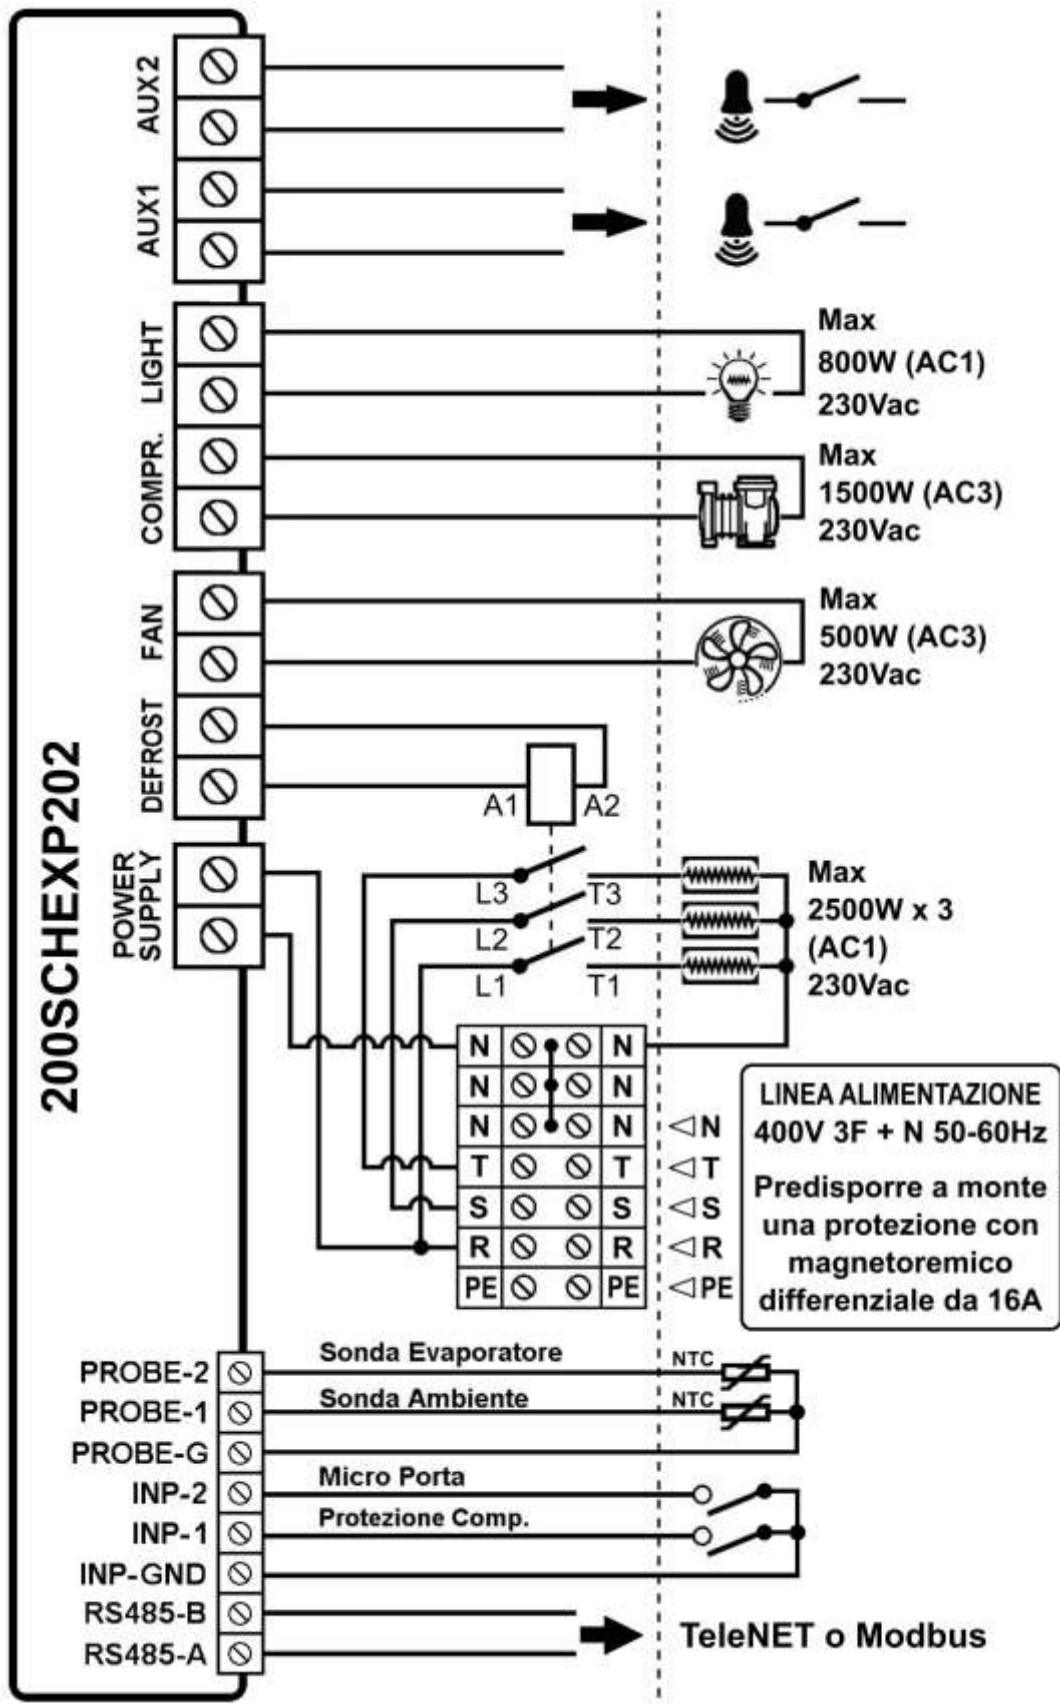 200SCHEXP202
AUX2
AUX1
LIGHT
Max
800W (AC1)
230Vac
COMPR.
Max
1500W (AC3)
230Vac
FAN
Max
500W (AC3)
230Vac
DEFROST
A1 A2
POWER
SUPPLY
L3 T3
L2 T2
L1 T1
Max
2500W x 3
(AC1)
230Vac
N N
N N
N N N
T T T
S S S
R R R
PE PE PE
LINEA ALIMENTAZIONE
400V 3F + N 50-60Hz
Predisporre a monte
una protezione con
magnetoremico
differenziale da 16A
PROBE-2 Sonda Evaporatore NTC
PROBE-1 Sonda Ambiente NTC
PROBE-G
INP-2 Micro Porta
INP-1 Protezione Comp.
INP-GND
RS485-B
RS485-A
TeleNET o Modbus